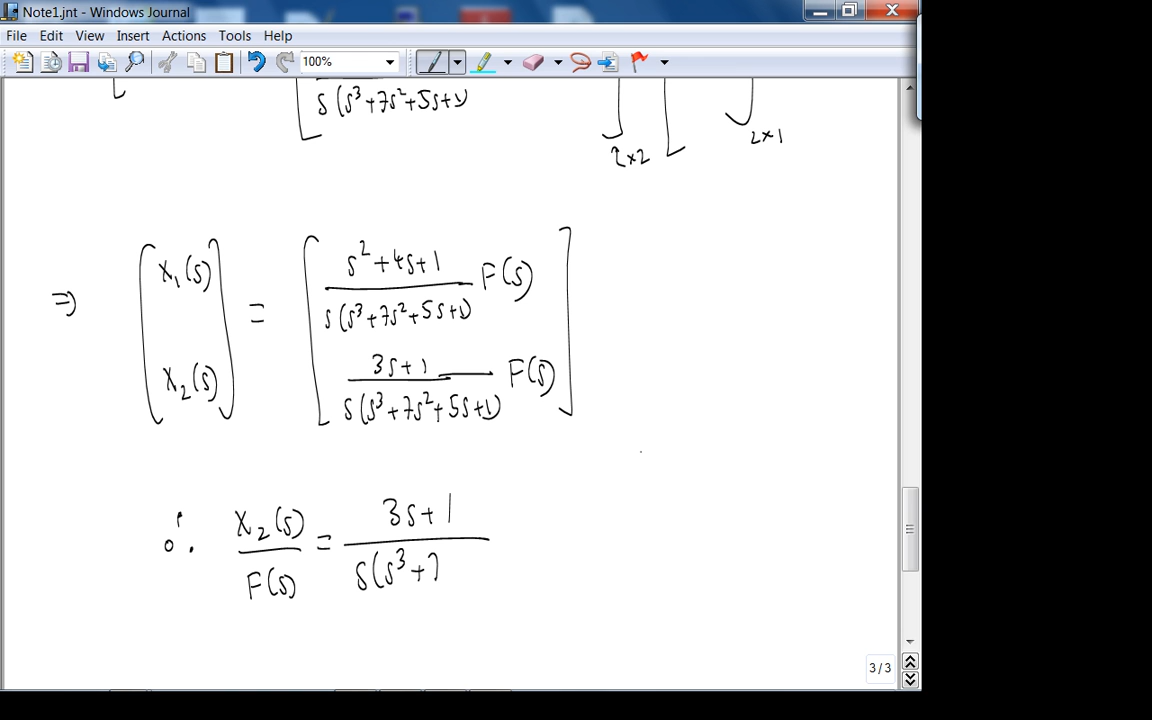 Note1.jnt - Windows Journal
File Edit View Insert Actions Tools Help
100%
s(s³+7s²+5s+1)
2×2
2×1
⇒ [X₁(s) X₂(s)] = [
s²+4s+1 / s(s³+7s²+5s+1) F(s)
3s+1 / s(s³+7s²+5s+1) F(s) ]
∴ X₂(s)/F(s) = 3s+1 / s(s³+7
3/3